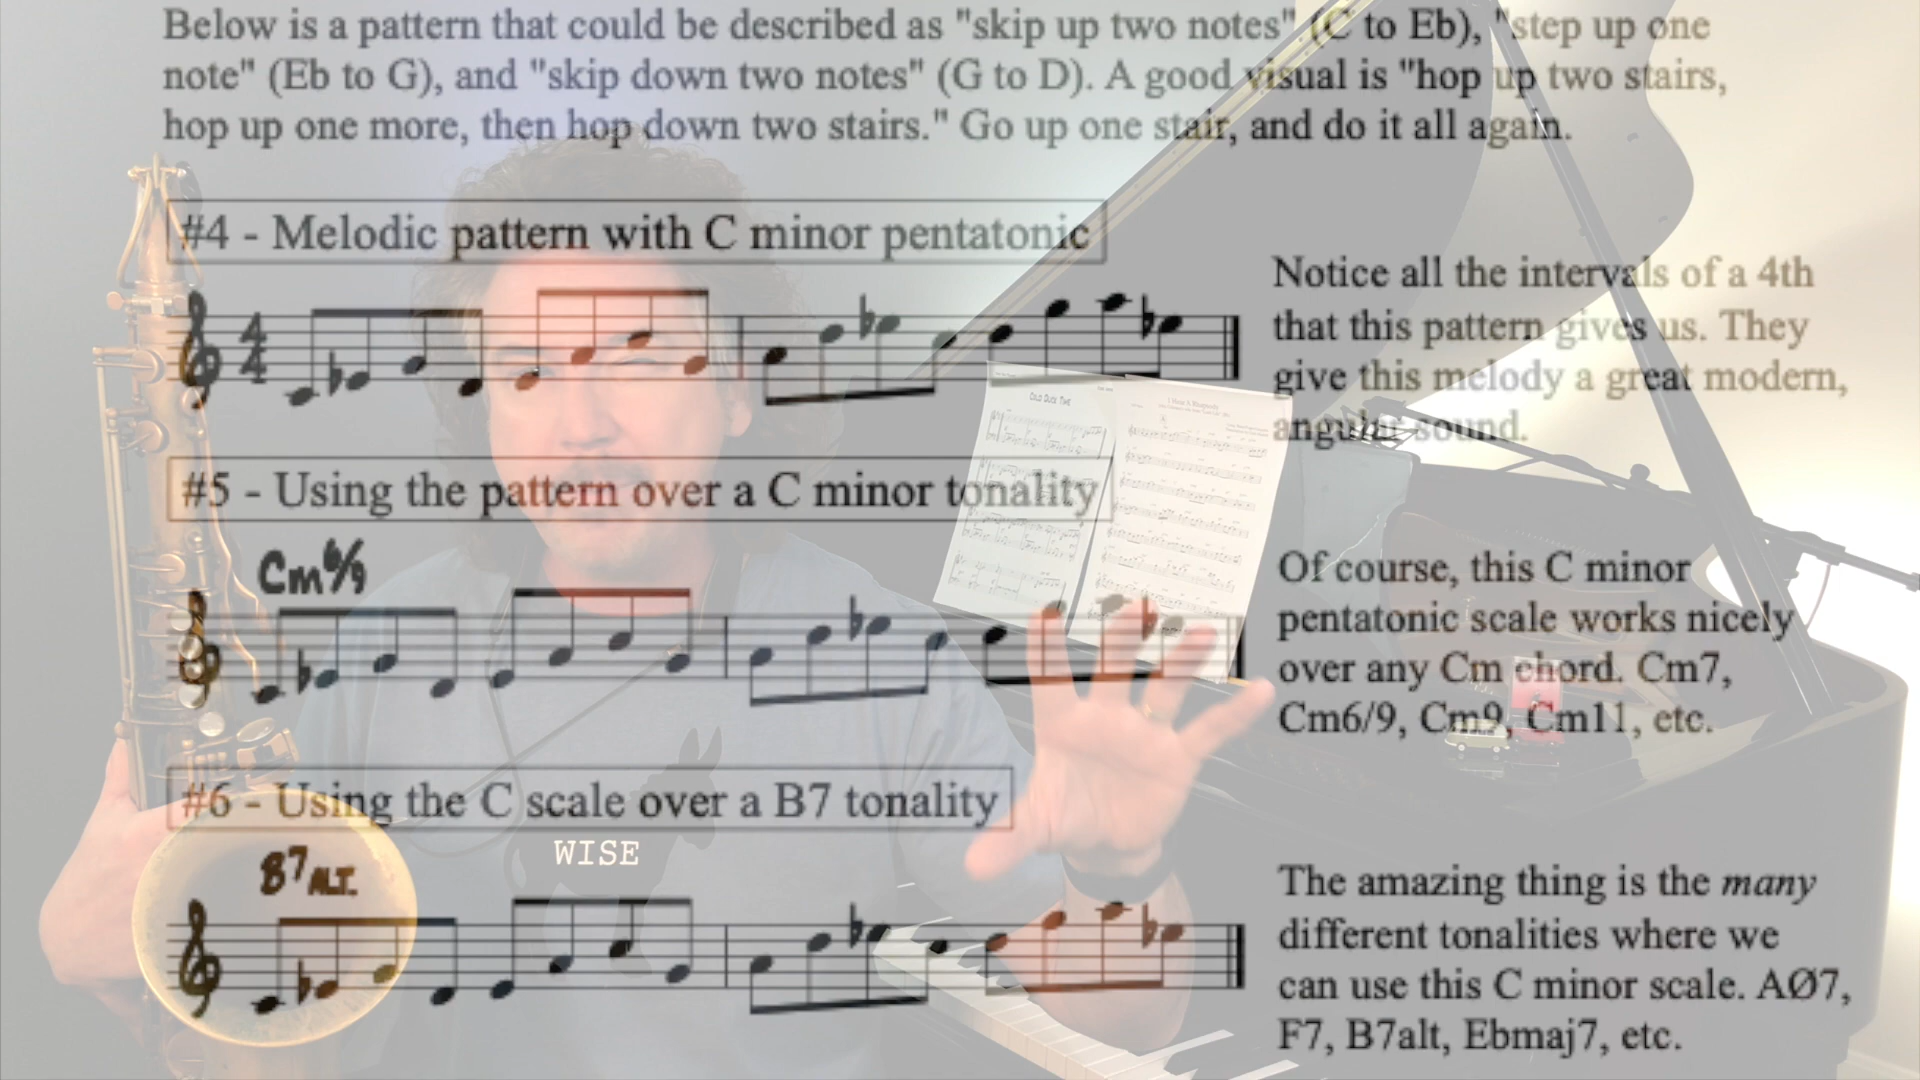 Below is a pattern that could be described as "skip up two notes" (C to Eb), "step up one
note" (Eb to G), and "skip down two notes" (G to D). A good visual is "hop up two stairs,
hop up one more, then hop down two stairs." Go up one stair, and do it all again.
#4 - Melodic pattern with C minor pentatonic
Notice all the intervals of a 4th
that this pattern gives us. They
give this melody a great modern,
angular sound.
COLD DUCK TIME
#5 - Using the pattern over a C minor tonality
Cm6/9
Of course, this C minor
pentatonic scale works nicely
over any Cm chord. Cm7,
Cm6/9, Cm9, Cm11, etc.
#6 - Using the C scale over a B7 tonality
WISE
B7 ALT.
The amazing thing is the many
different tonalities where we
can use this C minor scale. AØ7,
F7, B7alt, Ebmaj7, etc.